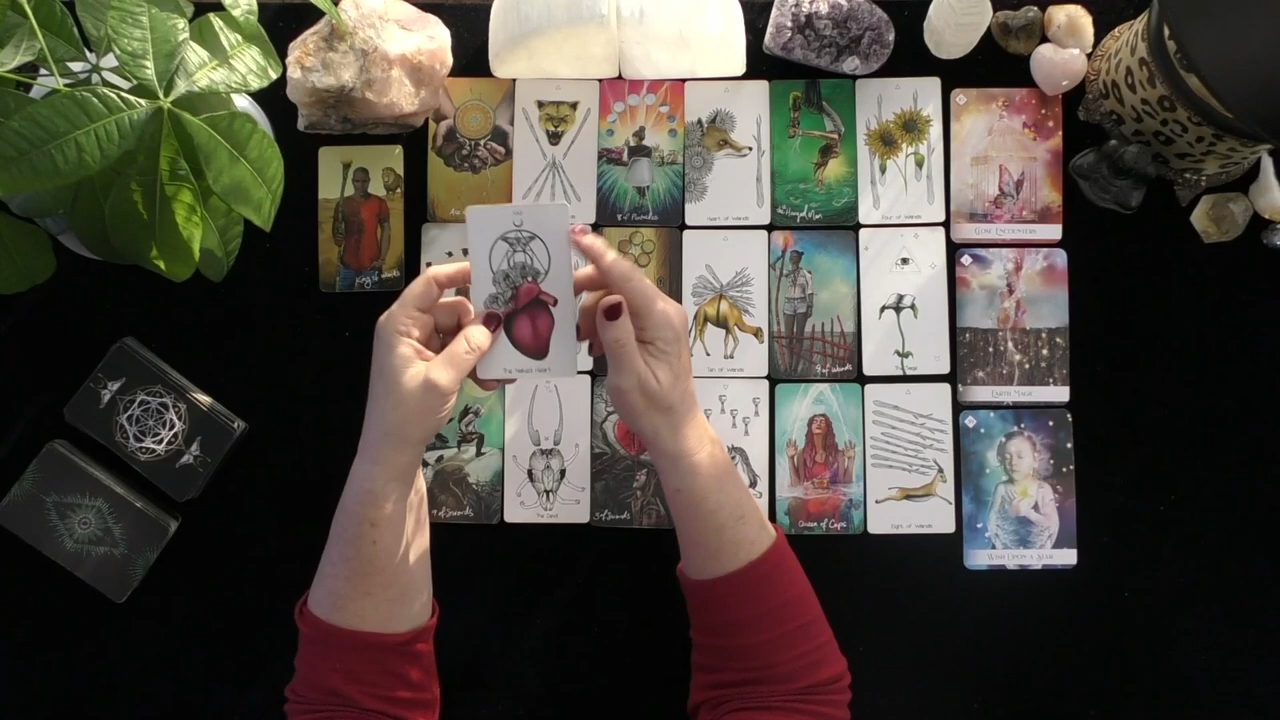 King of Wands
8 of Pentacles
Heart of Wands
the Hanged Man
Four of Wands
CLOSE ENCOUNTERS
The Naked Heart
Ten of Wands
9 of Wands
The Seer
EARTH MAGIC
9 of Swords
The Devil
3 of Swords
Queen of Cups
Eight of Wands
WISH UPON A STAR